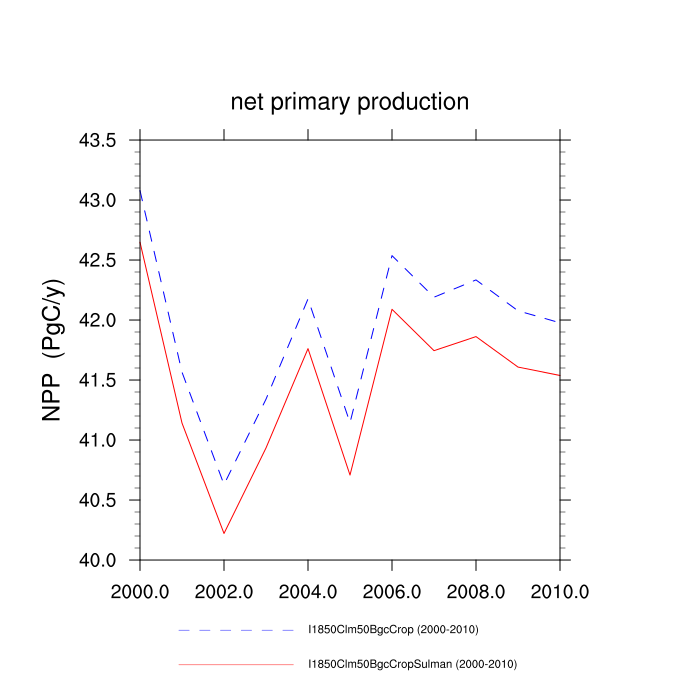 net primary production
43.5
43.0
42.5
42.0
41.5
41.0
40.5
40.0
NPP (PgC/y)
2000.0 2002.0 2004.0 2006.0 2008.0 2010.0
I1850Clm50BgcCrop (2000-2010)
I1850Clm50BgcCropSulman (2000-2010)